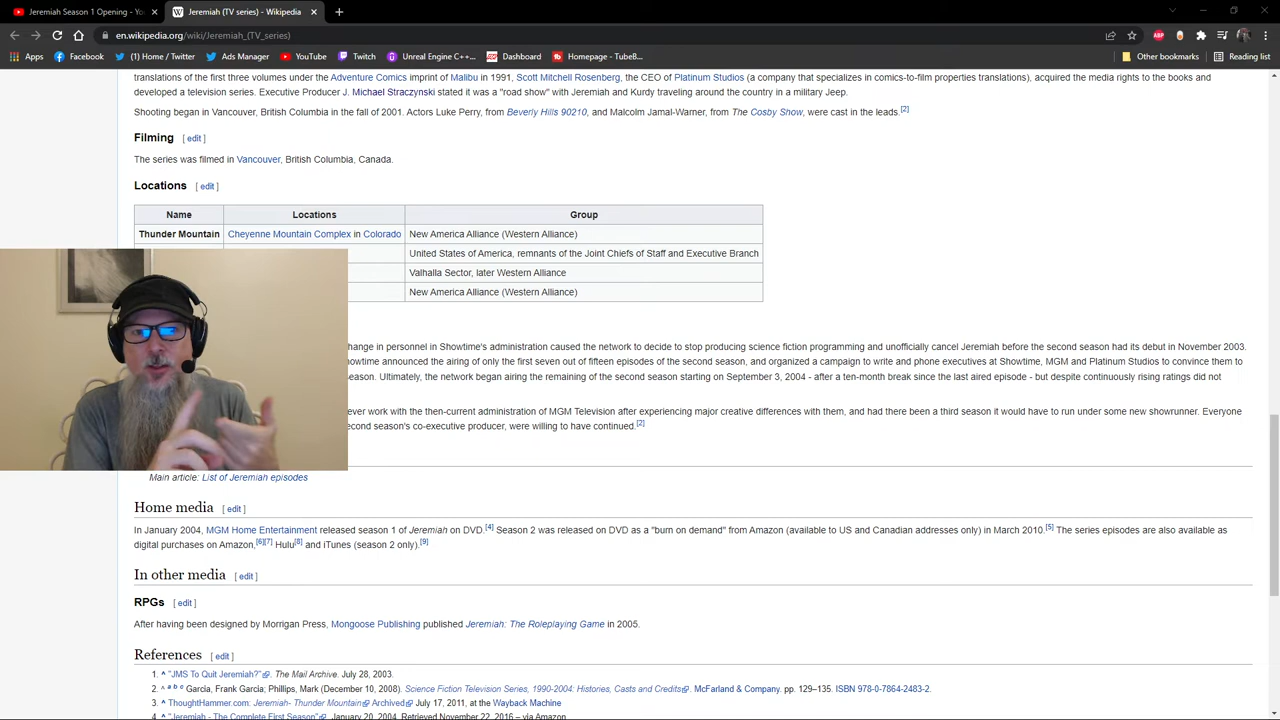 Jeremiah Season 1 Opening - You
Jeremiah (TV series) - Wikipedia
en.wikipedia.org/wiki/Jeremiah_(TV_series)
Apps Facebook (1) Home / Twitter Ads Manager YouTube Twitch Unreal Engine C++... Dashboard Homepage - TubeB... Other bookmarks Reading list
translations of the first three volumes under the Adventure Comics imprint of Malibu in 1991, Scott Mitchell Rosenberg, the CEO of Platinum Studios (a company that specializes in comics-to-film properties translations), acquired the media rights to the books and
developed a television series. Executive Producer J. Michael Straczynski stated it was a "road show" with Jeremiah and Kurdy traveling around the country in a military Jeep.
Shooting began in Vancouver, British Columbia in the fall of 2001. Actors Luke Perry, from Beverly Hills 90210, and Malcolm Jamal-Warner, from The Cosby Show, were cast in the leads.[2]
Filming [ edit ]
The series was filmed in Vancouver, British Columbia, Canada.
Locations [ edit ]
Name Locations Group
Thunder Mountain Cheyenne Mountain Complex in Colorado New America Alliance (Western Alliance)
United States of America, remnants of the Joint Chiefs of Staff and Executive Branch
Valhalla Sector, later Western Alliance
New America Alliance (Western Alliance)
hange in personnel in Showtime's administration caused the network to decide to stop producing science fiction programming and unofficially cancel Jeremiah before the second season had its debut in November 2003.
owtime announced the airing of only the first seven out of fifteen episodes of the second season, and organized a campaign to write and phone executives at Showtime, MGM and Platinum Studios to convince them to
eason. Ultimately, the network began airing the remaining of the second season starting on September 3, 2004 - after a ten-month break since the last aired episode - but despite continuously rising ratings did not
ever work with the then-current administration of MGM Television after experiencing major creative differences with them, and had there been a third season it would have to run under some new showrunner. Everyone
econd season's co-executive producer, were willing to have continued.[2]
Main article: List of Jeremiah episodes
Home media [ edit ]
In January 2004, MGM Home Entertainment released season 1 of Jeremiah on DVD.[4] Season 2 was released on DVD as a "burn on demand" from Amazon (available to US and Canadian addresses only) in March 2010.[5] The series episodes are also available as
digital purchases on Amazon,[6][7] Hulu[8] and iTunes (season 2 only).[9]
In other media [ edit ]
RPGs [ edit ]
After having been designed by Morrigan Press, Mongoose Publishing published Jeremiah: The Roleplaying Game in 2005.
References [ edit ]
1. ^ "JMS To Quit Jeremiah?". The Mail Archive. July 28, 2003.
2. ^ a b c Garcia, Frank Garcia; Phillips, Mark (December 10, 2008). Science Fiction Television Series, 1990-2004: Histories, Casts and Credits. McFarland & Company. pp. 129–135. ISBN 978-0-7864-2483-2.
3. ^ ThoughtHammer.com: Jeremiah- Thunder Mountain Archived July 17, 2011, at the Wayback Machine
4. ^ "Jeremiah - The Complete First Season". January 20, 2004. Retrieved November 22, 2016 – via Amazon.